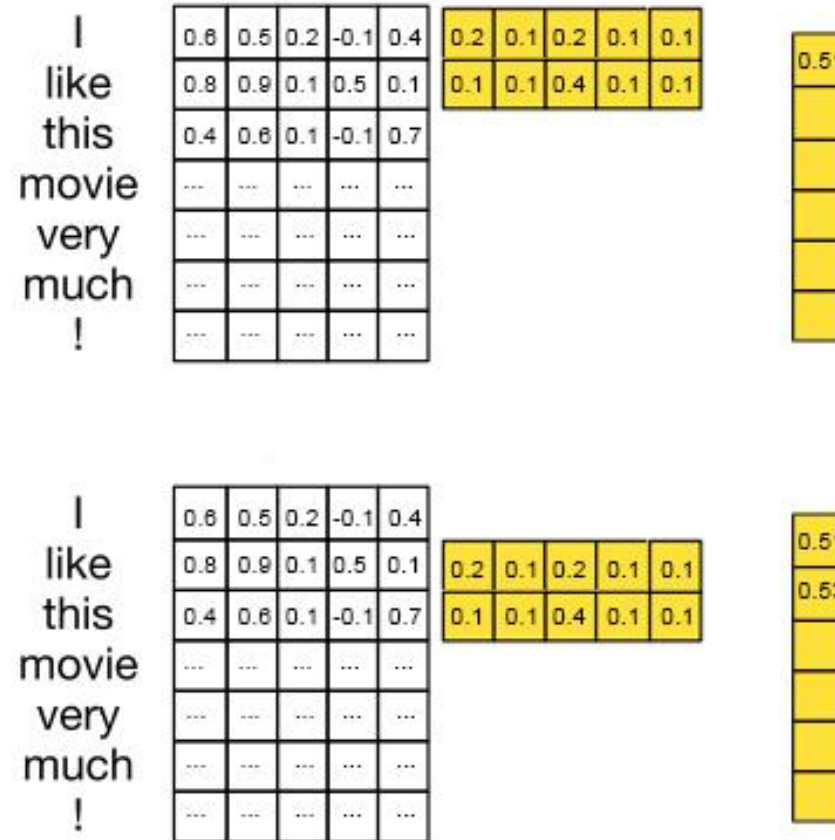 I 0.6 0.5 0.2 -0.1 0.4 0.2 0.1 0.2 0.1 0.1
like 0.8 0.9 0.1 0.5 0.1 0.1 0.1 0.4 0.1 0.1
this 0.4 0.6 0.1 -0.1 0.7
movie ... ... ... ... ...
very ... ... ... ... ...
much ... ... ... ... ...
! ... ... ... ... ...
I 0.6 0.5 0.2 -0.1 0.4
like 0.8 0.9 0.1 0.5 0.1 0.2 0.1 0.2 0.1 0.1
this 0.4 0.6 0.1 -0.1 0.7 0.1 0.1 0.4 0.1 0.1
movie ... ... ... ... ...
very ... ... ... ... ...
much ... ... ... ... ...
! ... ... ... ... ...